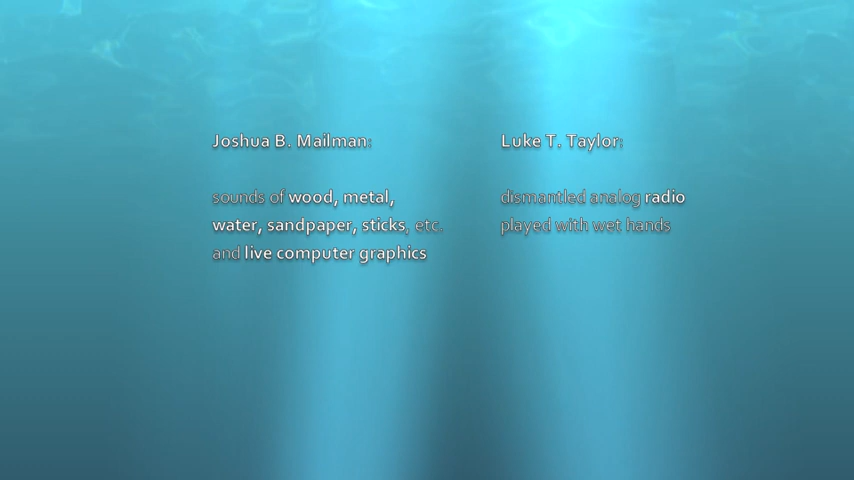 Joshua B. Mailman:
sounds of wood, metal,
water, sandpaper, sticks, etc.
and live computer graphics
Luke T. Taylor:
dismantled analog radio
played with wet hands